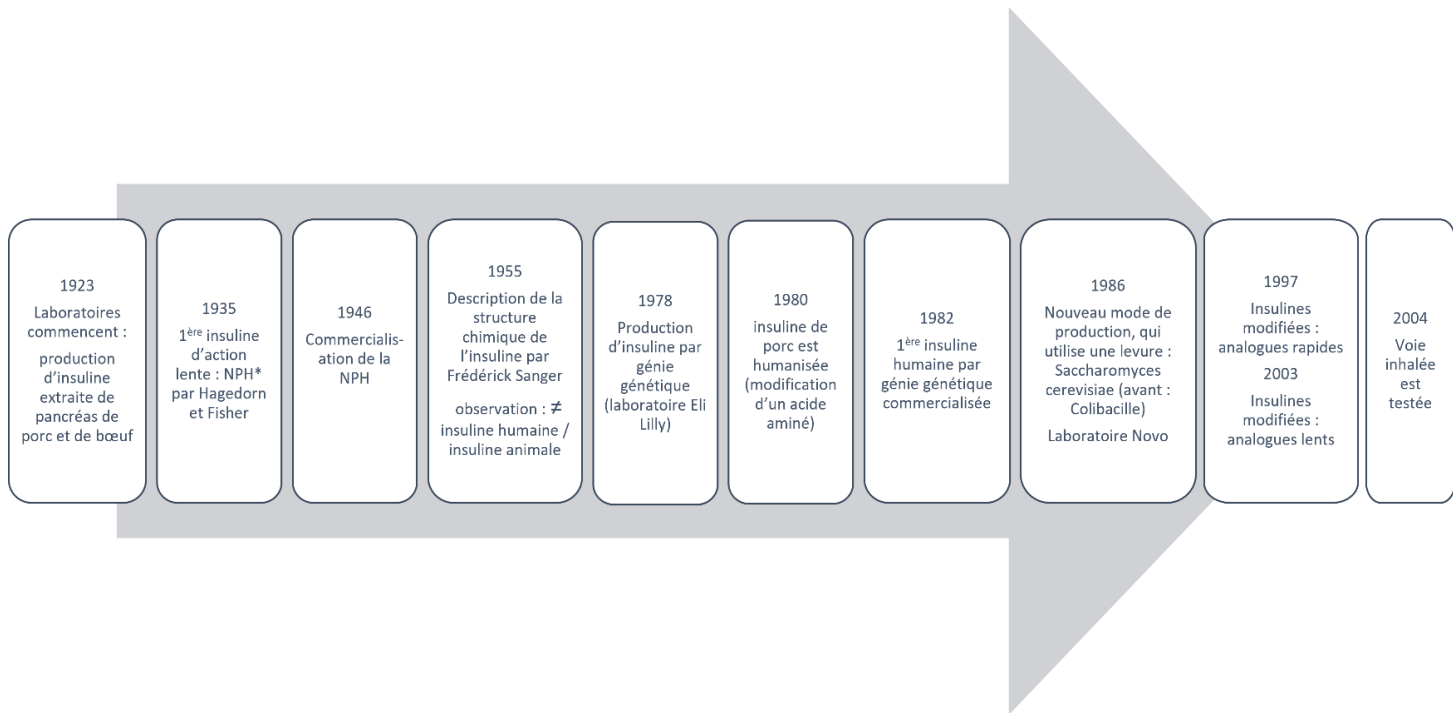 1923
Laboratoires
commencent :
production
d’insuline
extraite de
pancréas de
porc et de bœuf
1935
1ère insuline
d’action
lente : NPH*
par Hagedorn
et Fisher
1946
Commercialis-
ation de la
NPH
1955
Description de la
structure
chimique de
l’insuline par
Frédérick Sanger
observation : ≠
insuline humaine /
insuline animale
1978
Production
d’insuline par
génie
génétique
(laboratoire Eli
Lilly)
1980
insuline de
porc est
humanisée
(modification
d’un acide
aminé)
1982
1ère insuline
humaine par
génie génétique
commercialisée
1986
Nouveau mode de
production, qui
utilise une levure :
Saccharomyces
cerevisiae (avant :
Colibacille)
Laboratoire Novo
1997
Insulines
modifiées :
analogues rapides
2003
Insulines
modifiées :
analogues lents
2004
Voie
inhalée
est
testée